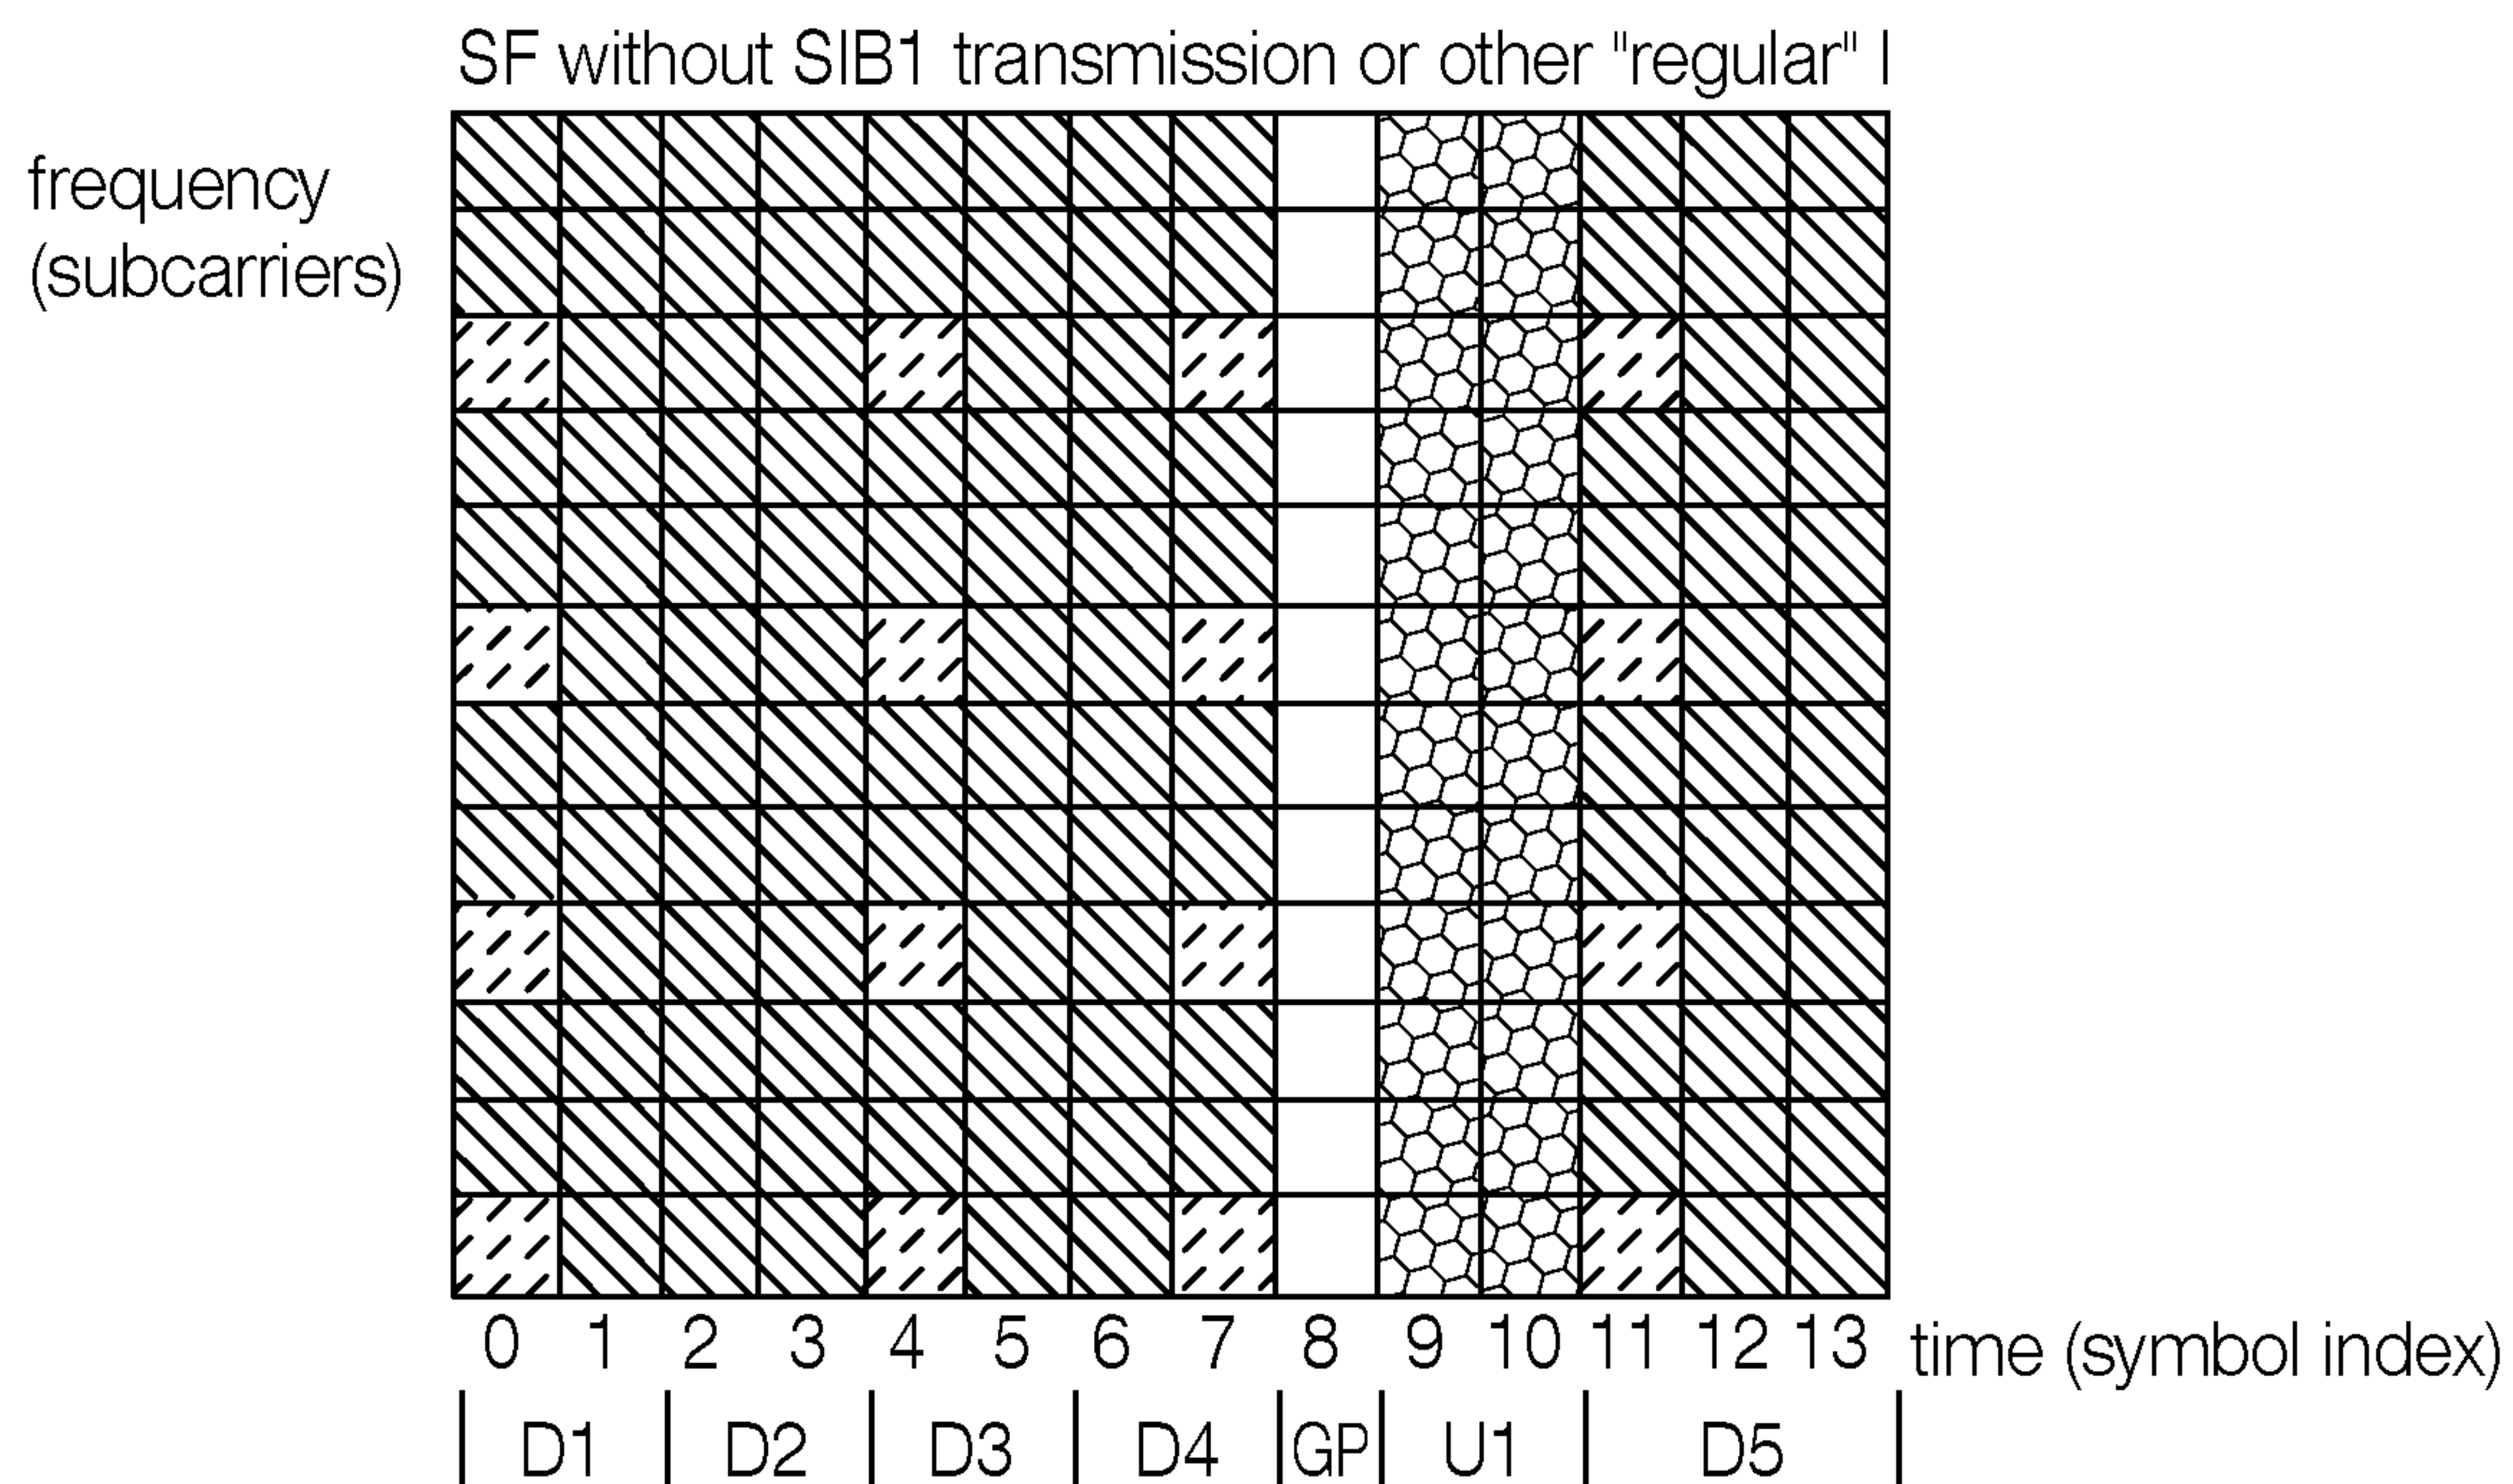 SF without SIB1 transmission or other "regular" l
frequency
(subcarriers)
0 1 2 3 4 5 6 7 8 9 10 11 12 13 time (symbol index)
D1 D2 D3 D4 GP U1 D5